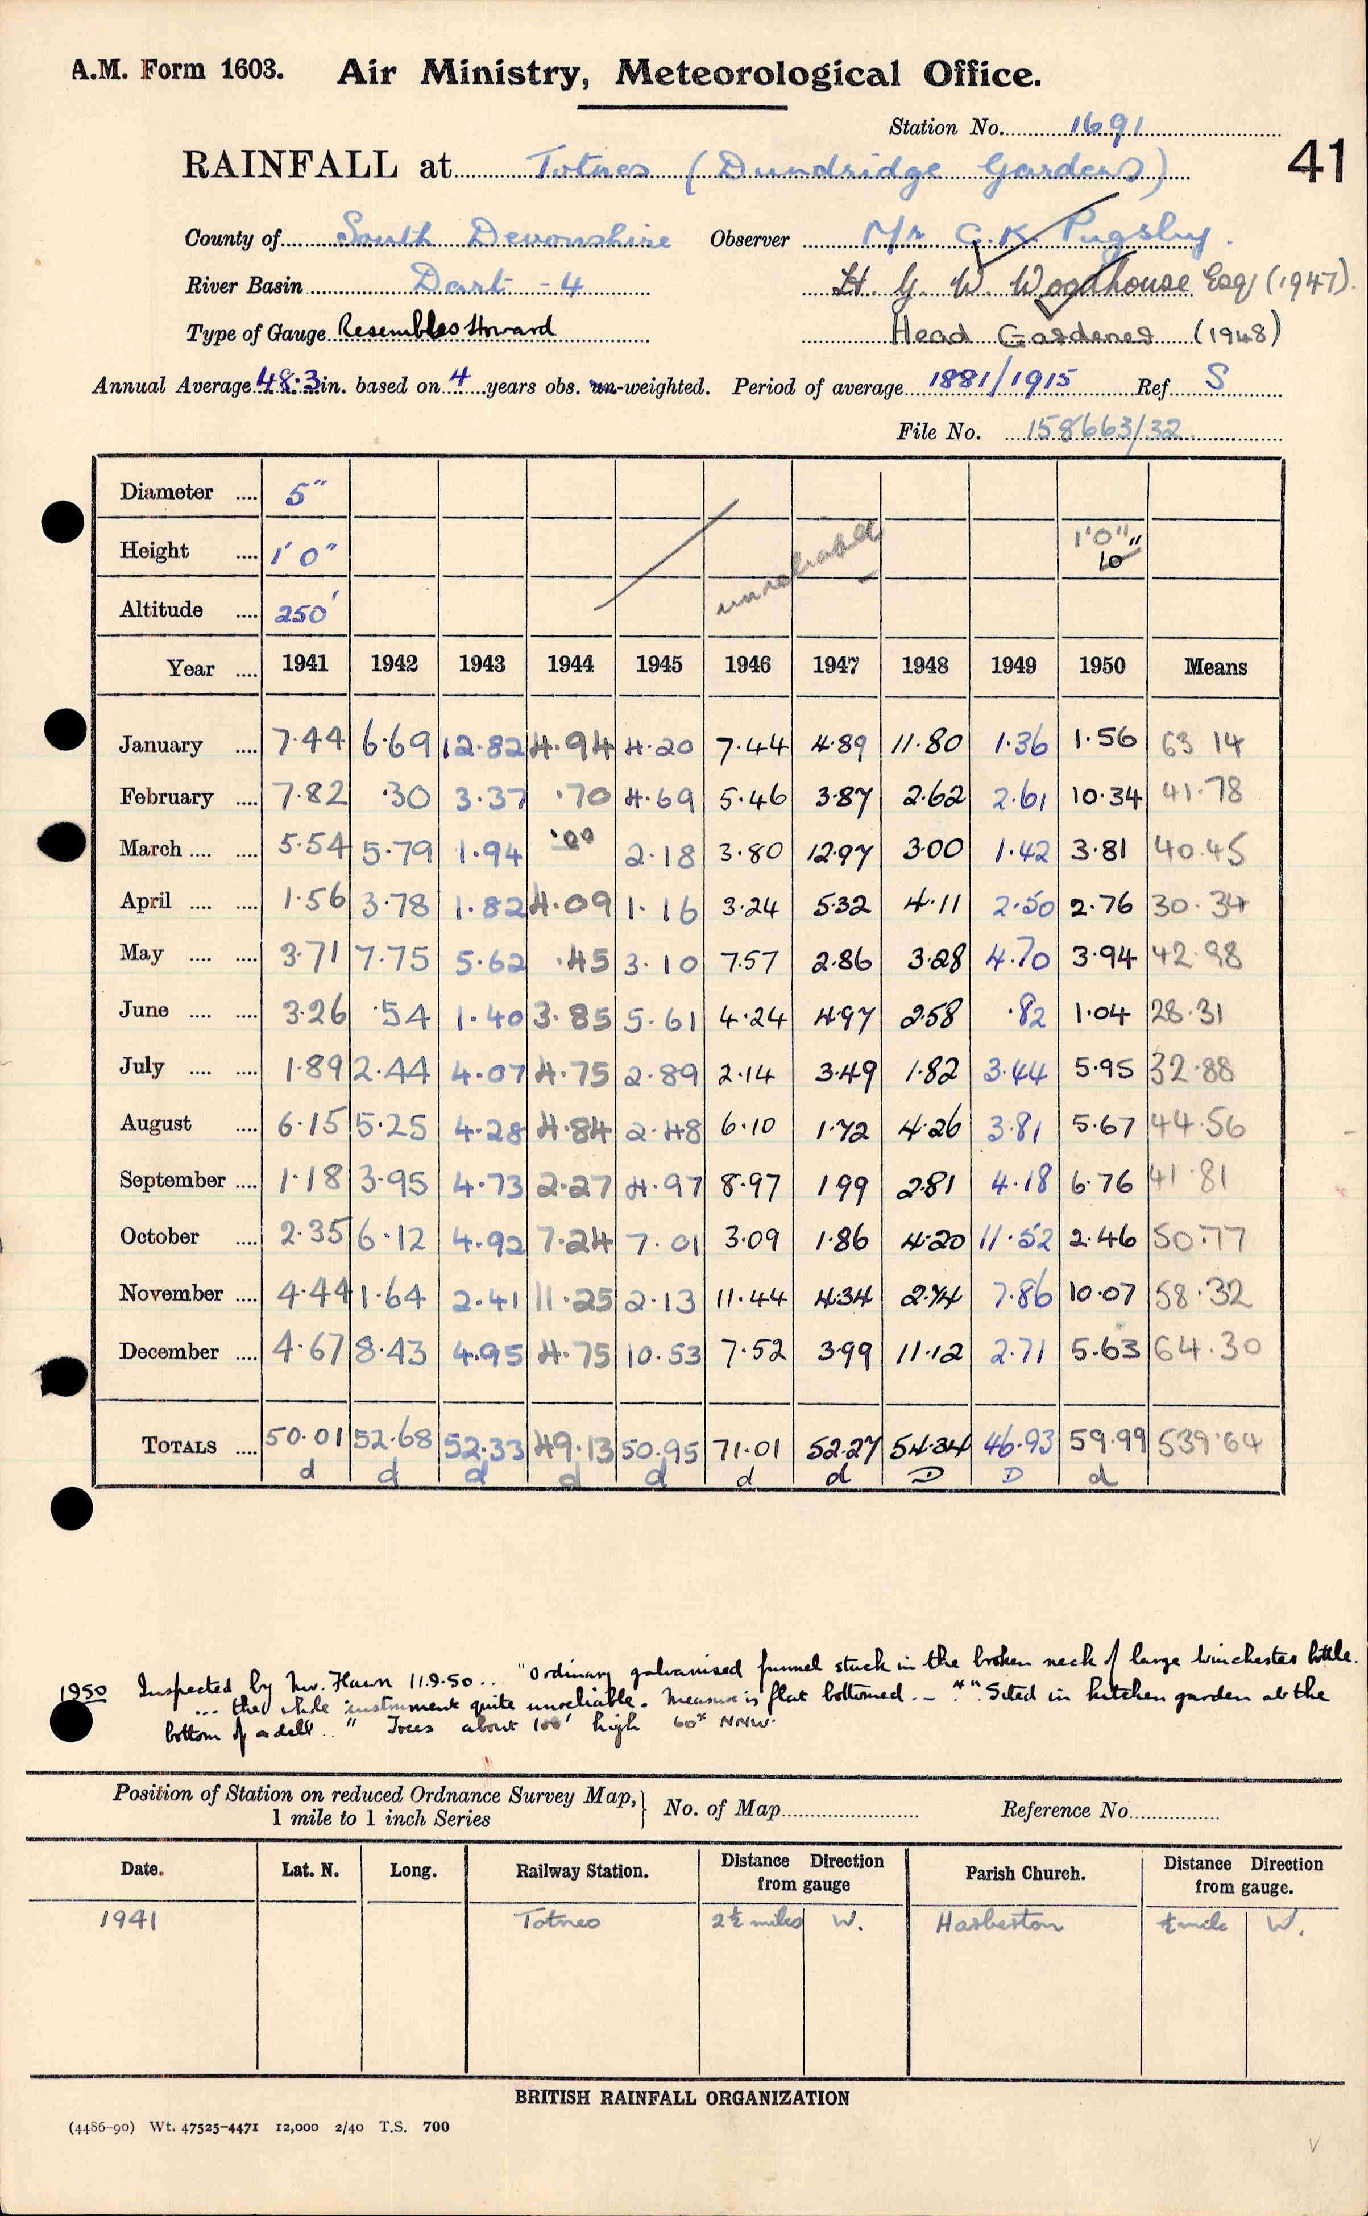 A.M. Form 1603. Air Ministry, Meteorological Office.
Station No. 1691
41
RAINFALL at Totnes (Dundridge Gardens)
County of South Devonshire Observer Mr G.K. Pugsley.
River Basin Dart - 4 H. G. W. Woodhouse Esq (1947).
Type of Gauge Resembles Howard Head Gardener (1948)
Annual Average 48.3 in. based on 4 years obs. un-weighted. Period of average 1881/1915 Ref. S
File No. 158663/32
Diameter .... 5"
Height .... 1'0" unreliable 1'0" 10"
Altitude .... 250'
Year .... 1941 1942 1943 1944 1945 1946 1947 1948 1949 1950 Means
January .... 7.44 6.69 12.82 4.94 4.20 7.44 4.89 11.80 1.36 1.56 63 14
February .... 7.82 .30 3.37 .70 4.69 5.46 3.87 2.62 2.61 10.34 41.78
March .... .... 5.54 5.79 1.94 .00 2.18 3.80 12.97 3.00 1.42 3.81 40.45
April .... .... 1.56 3.78 1.82 4.09 1.16 3.24 5.32 4.11 2.50 2.76 30.34
May .... .... 3.71 7.75 5.62 .45 3.10 7.57 2.86 3.28 4.70 3.94 42.98
June .... .... 3.26 .54 1.40 3.85 5.61 4.24 4.97 2.58 .82 1.04 28.31
July .... .... 1.89 2.44 4.07 4.75 2.89 2.14 3.49 1.82 3.44 5.95 32.88
August .... 6.15 5.25 4.28 4.84 2.48 6.10 1.72 4.26 3.81 5.67 44.56
September .... 1.18 3.95 4.73 2.27 4.97 8.97 1.99 2.81 4.18 6.76 41.81
October .... 2.35 6.12 4.92 7.24 7.01 3.09 1.86 4.20 11.52 2.46 50.77
November .... 4.44 1.64 2.41 11.25 2.13 11.44 4.34 2.74 7.86 10.07 58.32
December .... 4.67 8.43 4.95 4.75 10.53 7.52 3.99 11.12 2.71 5.63 64.30
TOTALS .... 50.01 52.68 52.33 49.13 50.95 71.01 52.27 54.34 46.93 59.99 539.64
d d d d d d d D D d
1950 Inspected by Mr. 11.9.50... "Ordinary galvanised funnel stuck in the broken neck of large Winchester bottle.
... the whole instrument quite unreliable. Measure is flat bottomed. - " "Sited in kitchen garden at the
bottom of a dell.." Trees about 100' high 60x NNW.
Position of Station on reduced Ordnance Survey Map, 1 mile to 1 inch Series } No. of Map Reference No.
Date. Lat. N. Long. Railway Station. Distance Direction from gauge Parish Church. Distance Direction from gauge.
1941 Totnes 2½ miles W. Harberton ½ mile W.
BRITISH RAINFALL ORGANIZATION
(4486-90) Wt. 47525-4471 12,000 2/40 T.S. 700